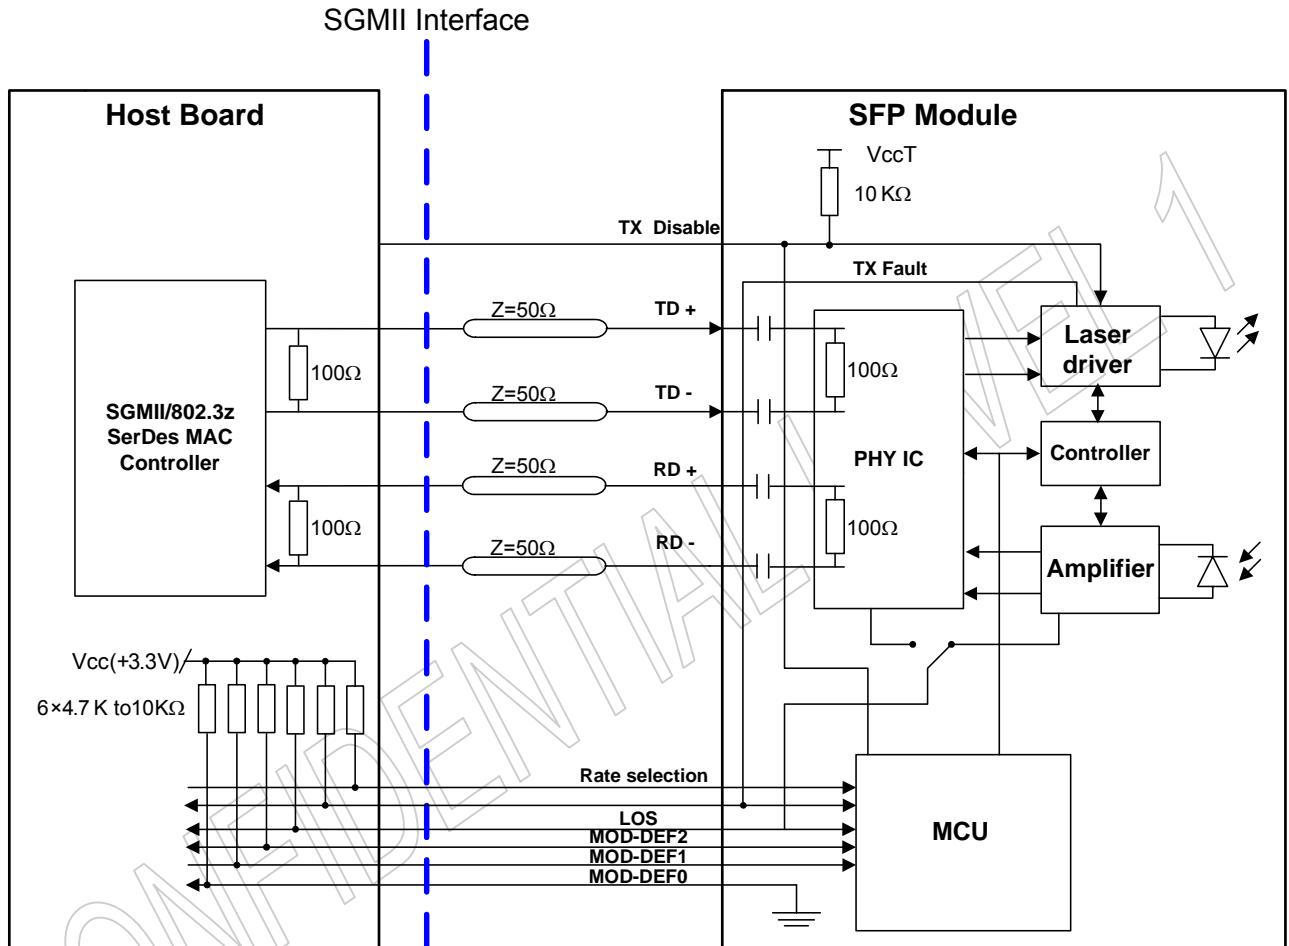 SGMII Interface
Host Board
SFP Module
VccT
10 KΩ
TX Disable
TX Fault
Z=50Ω
TD +
Laser
driver
100Ω
100Ω
Z=50Ω
TD -
SGMII/802.3z
SerDes MAC
Controller
Z=50Ω
RD +
PHY IC
Controller
100Ω
100Ω
Z=50Ω
RD -
Amplifier
Vcc(+3.3V)
6×4.7 K to10KΩ
Rate selection
LOS
MOD-DEF2
MOD-DEF1
MOD-DEF0
MCU
CONFIDENTIAL LEVEL 1